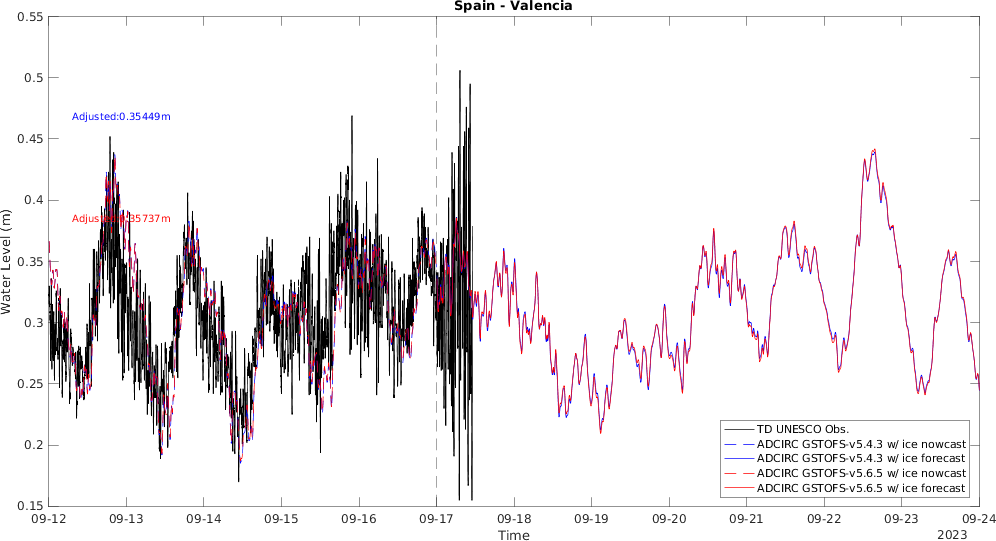 Spain - Valencia
Water Level (m)
0.55
0.5
0.45
0.4
0.35
0.3
0.25
0.2
0.15
Adjusted:0.35449m
Adjusted:0.35737m
TD UNESCO Obs.
ADCIRC GSTOFS-v5.4.3 w/ ice nowcast
ADCIRC GSTOFS-v5.4.3 w/ ice forecast
ADCIRC GSTOFS-v5.6.5 w/ ice nowcast
ADCIRC GSTOFS-v5.6.5 w/ ice forecast
09-12 09-13 09-14 09-15 09-16 09-17 09-18 09-19 09-20 09-21 09-22 09-23 09-24
Time
2023